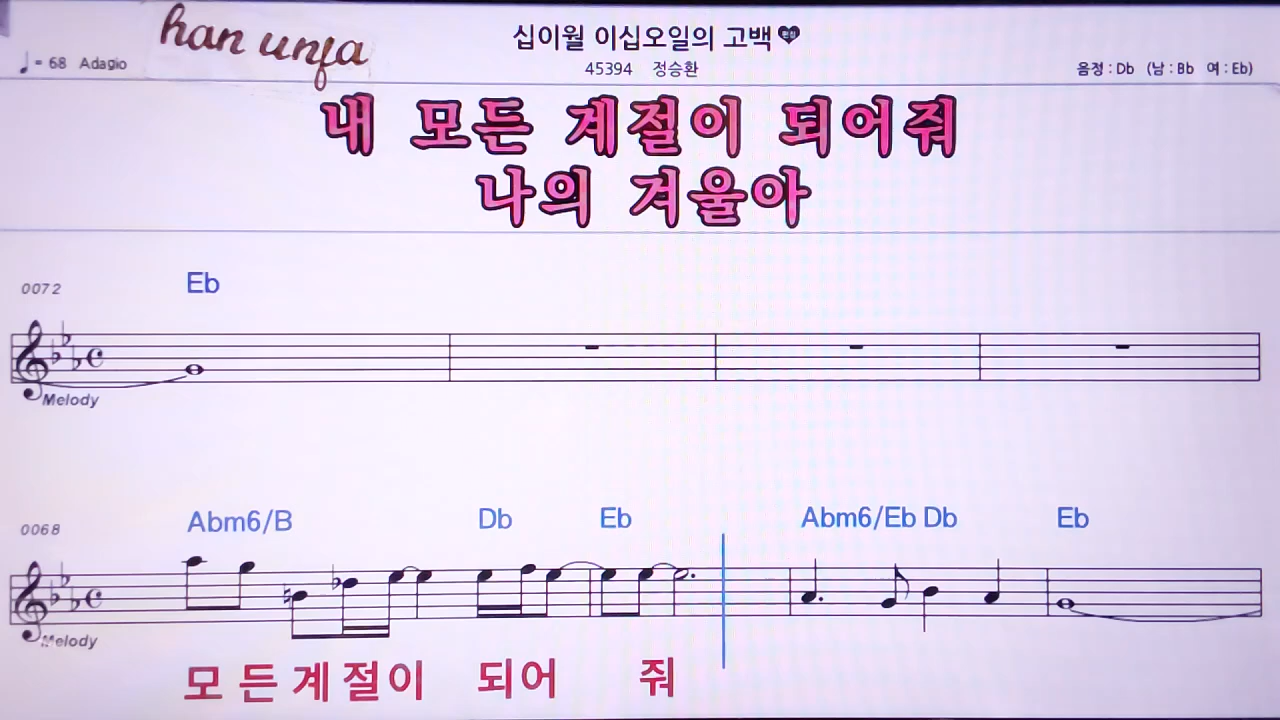 han unfa
십이월 이십오일의 고백
♩ = 68 Adagio
45394 정승환
음정 : Db (남 : Bb 여 : Eb)
내 모든 계절이 되어줘
나의 겨울아
0072
Eb
Melody
0068
Abm6/B Db Eb Abm6/Eb Db Eb
Melody
모 든 계 절 이 되 어 줘